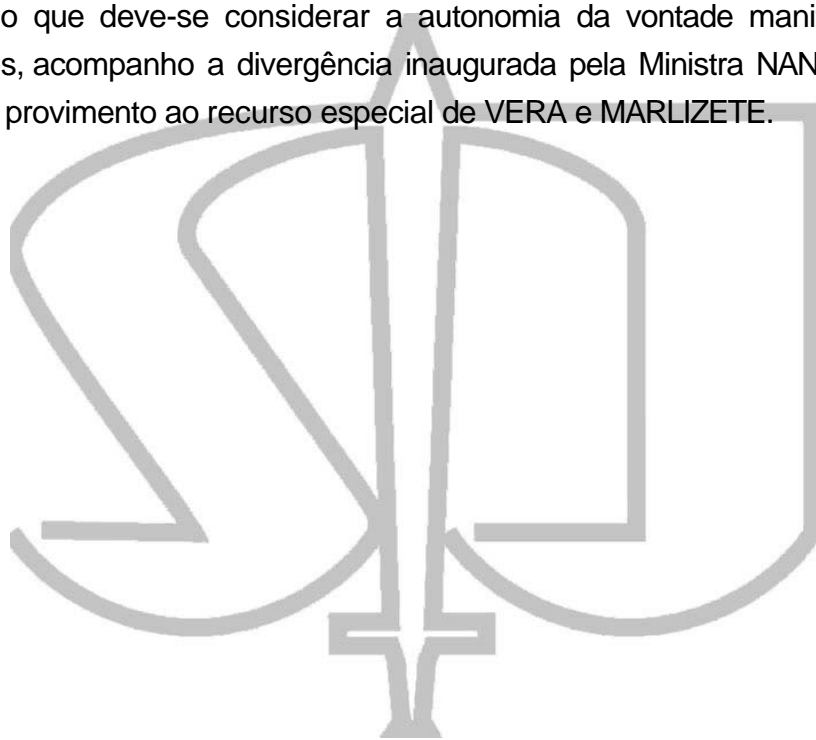 o que deve-se considerar a autonomia da vontade mani
s, acompanho a divergência inaugurada pela Ministra NAN
provimento ao recurso especial de VERA e MARLIZETE.
STJ